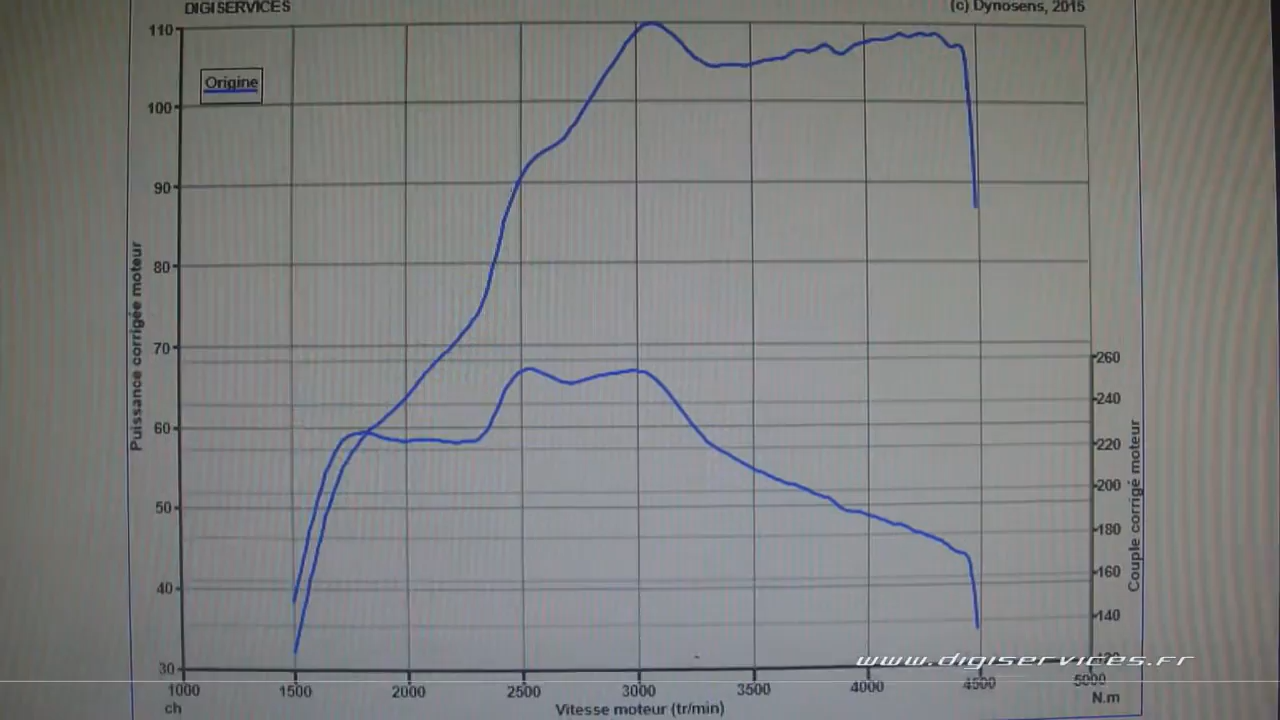 DIGISERVICES
(c) Dynosens, 2015
Origine
110
100
90
80
70
60
50
40
30
Puissance corrigée moteur
260
240
220
200
180
160
140
120
Couple corrigé moteur
www.digiservices.fr
1000 1500 2000 2500 3000 3500 4000 4500 5000
ch Vitesse moteur (tr/min) N.m